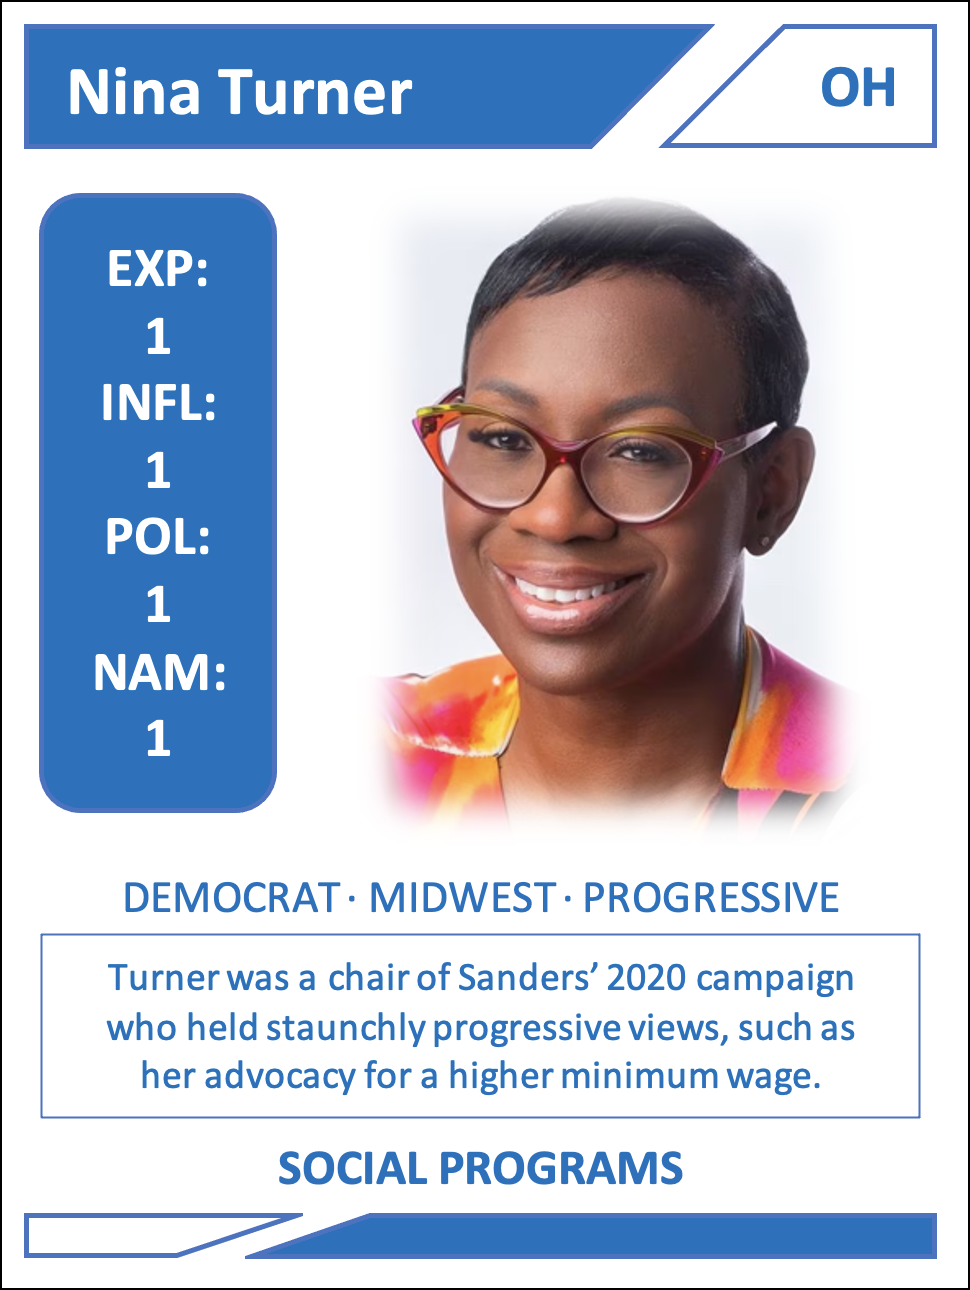 Nina Turner
OH
EXP:
1
INFL:
1
POL:
1
NAM:
1
DEMOCRAT · MIDWEST · PROGRESSIVE
Turner was a chair of Sanders’ 2020 campaign
who held staunchly progressive views, such as
her advocacy for a higher minimum wage.
SOCIAL PROGRAMS